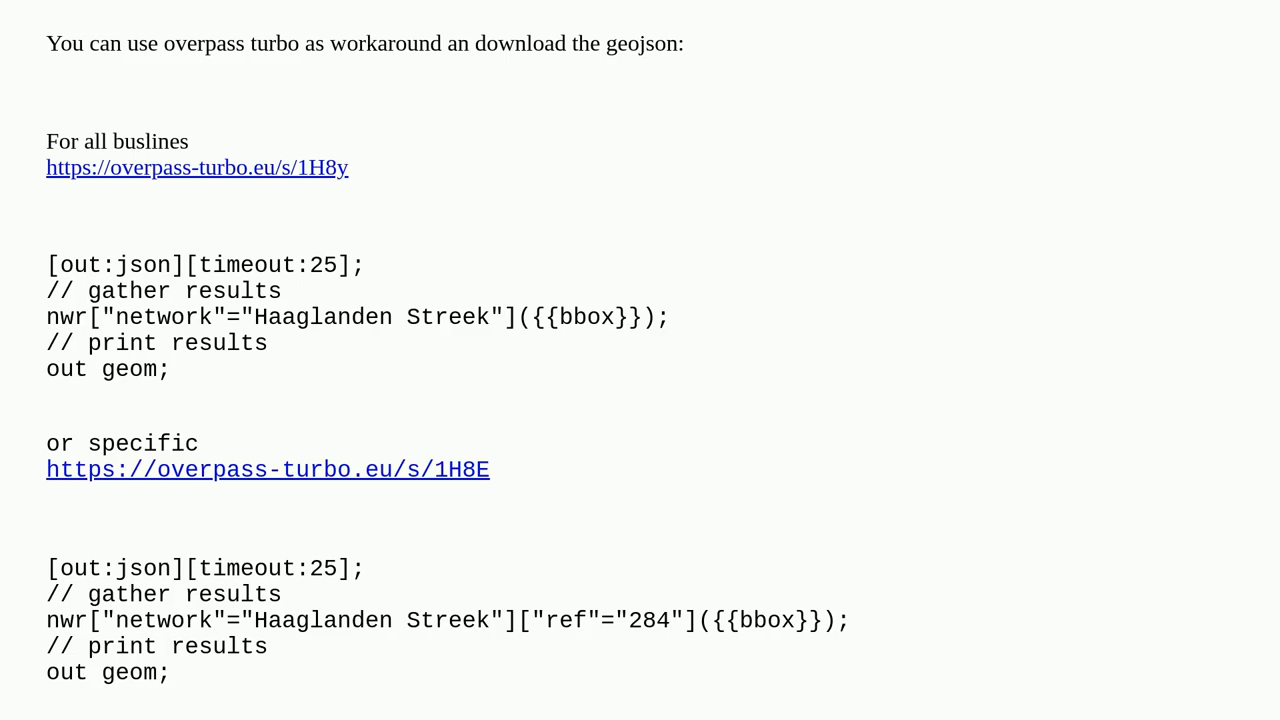 You can use overpass turbo as workaround an download the geojson:
For all buslines
https://overpass-turbo.eu/s/1H8y
[out:json][timeout:25];
// gather results
nwr["network"="Haaglanden Streek"]({{bbox}});
// print results
out geom;
or specific
https://overpass-turbo.eu/s/1H8E
[out:json][timeout:25];
// gather results
nwr["network"="Haaglanden Streek"]["ref"="284"]({{bbox}});
// print results
out geom;